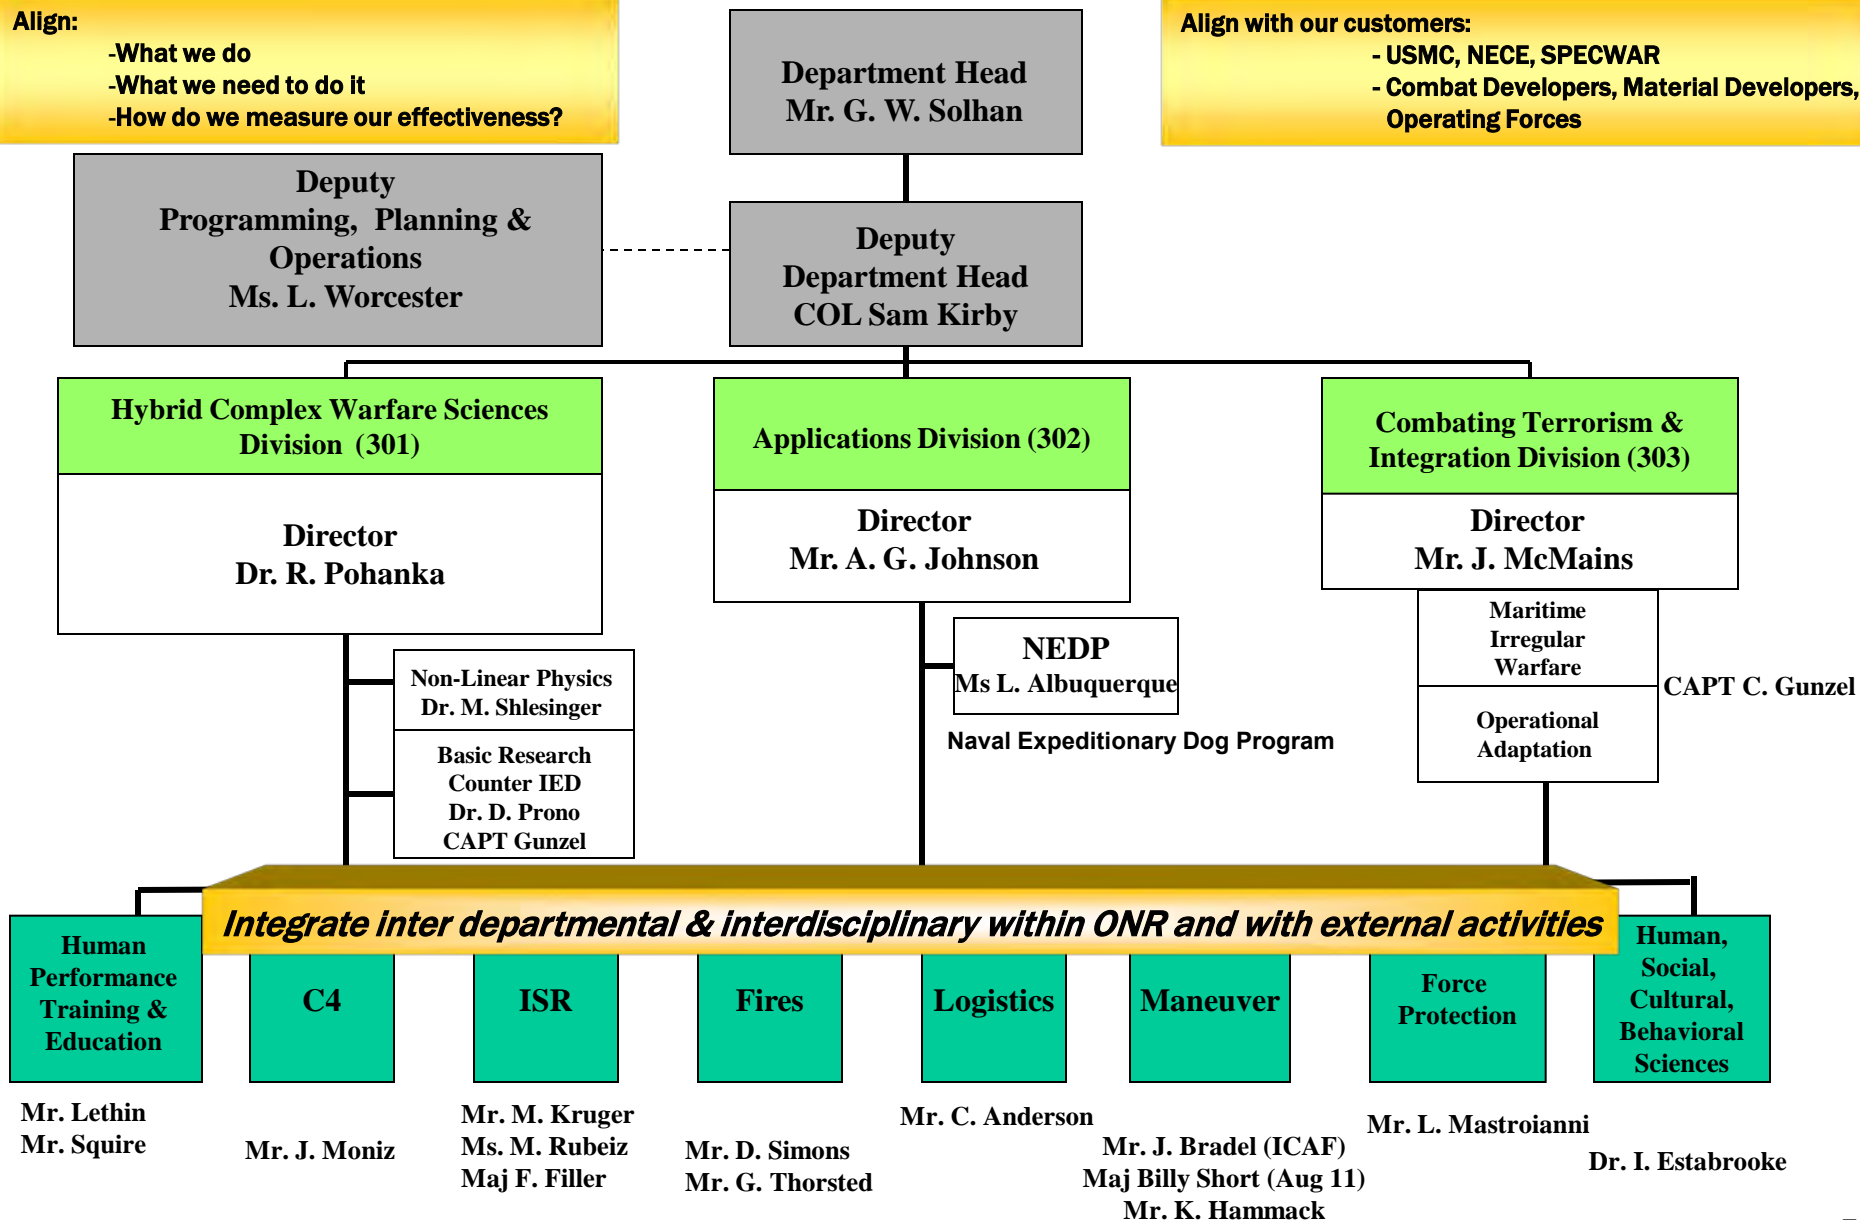 Align:
-What we do
-What we need to do it
-How do we measure our effectiveness?
Department Head
Mr. G. W. Solhan
Align with our customers:
- USMC, NECE, SPECWAR
- Combat Developers, Material Developers,
Operating Forces
Deputy
Programming, Planning &
Operations
Ms. L. Worcester
Deputy
Department Head
COL Sam Kirby
Hybrid Complex Warfare Sciences
Division (301)
Director
Dr. R. Pohanka
Applications Division (302)
Director
Mr. A. G. Johnson
Combating Terrorism &
Integration Division (303)
Director
Mr. J. McMains
Non-Linear Physics
Dr. M. Shlesinger
Basic Research
Counter IED
Dr. D. Prono
CAPT Gunzel
NEDP
Ms L. Albuquerque
Naval Expeditionary Dog Program
Maritime
Irregular
Warfare
Operational
Adaptation
CAPT C. Gunzel
Integrate inter departmental & interdisciplinary within ONR and with external activities
Human
Performance
Training &
Education
C4
ISR
Fires
Logistics
Maneuver
Force
Protection
Human,
Social,
Cultural,
Behavioral
Sciences
Mr. Lethin
Mr. Squire
Mr. J. Moniz
Mr. M. Kruger
Ms. M. Rubeiz
Maj F. Filler
Mr. D. Simons
Mr. G. Thorsted
Mr. C. Anderson
Mr. J. Bradel (ICAF)
Maj Billy Short (Aug 11)
Mr. K. Hammack
Mr. L. Mastroianni
Dr. I. Estabrooke